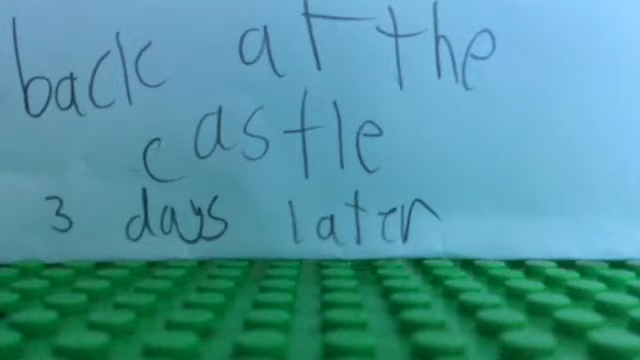 back at the
castle
3 days later